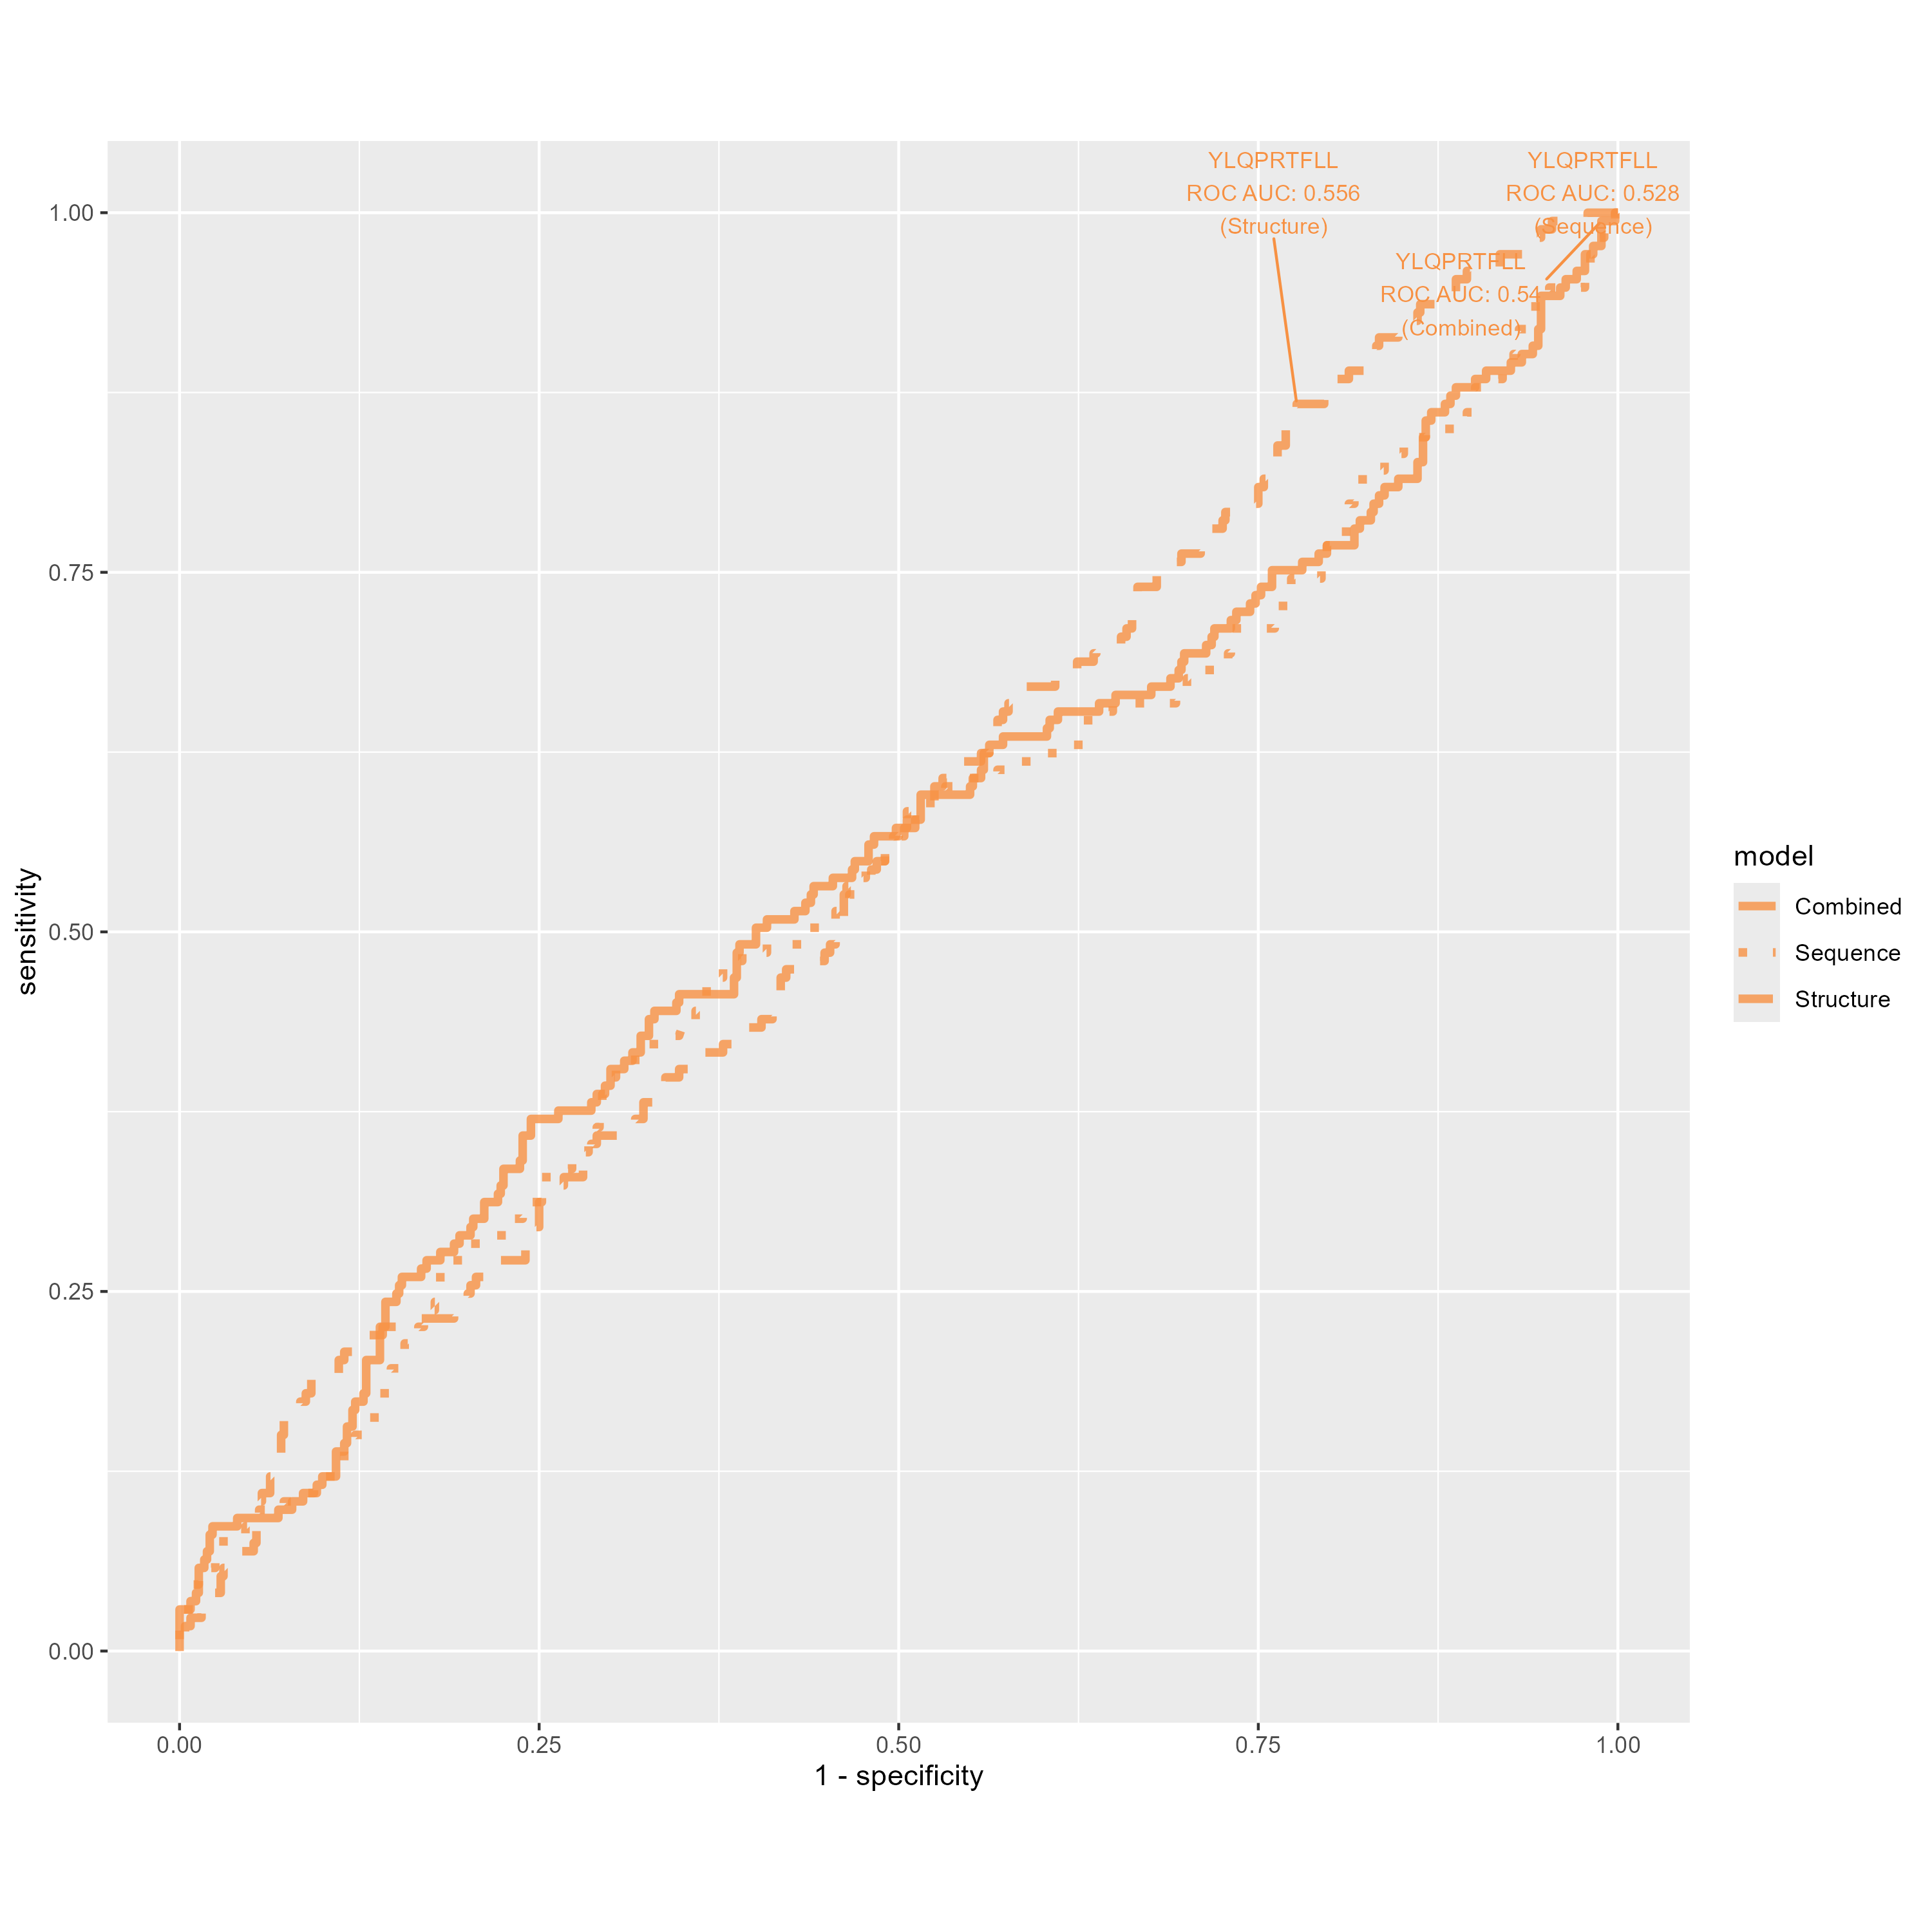 YLQPRTFLL
ROC AUC: 0.556
(Structure)
YLQPRTFLL
ROC AUC: 0.528
(Sequence)
YLQPRTFLL
ROC AUC: 0.54
(Combined)
1.00
0.75
0.50
0.25
0.00
sensitivity
0.00
0.25
0.50
0.75
1.00
1 - specificity
model
Combined
Sequence
Structure